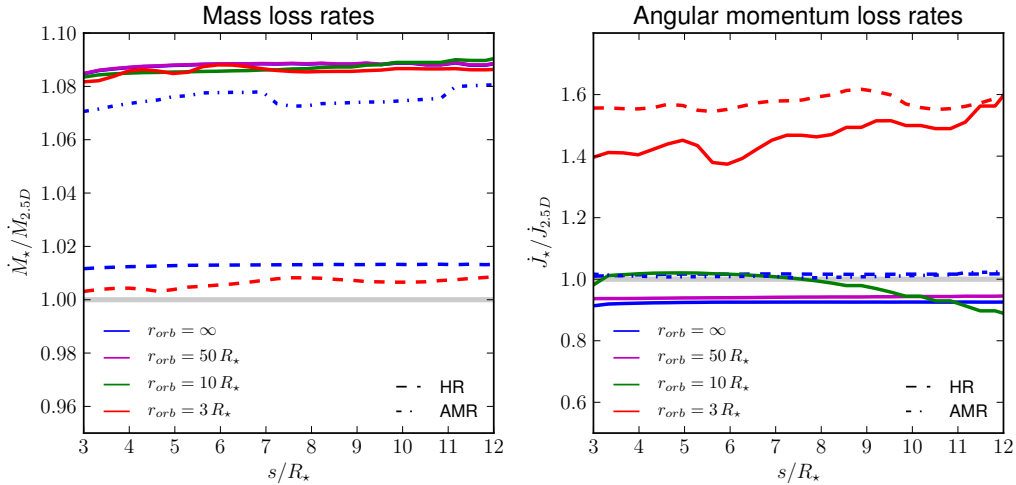 Mass loss rates
1.10
1.08
1.06
1.04
1.02
1.00
0.98
0.96
Ṁ⋆/Ṁ2.5D
r_orb = ∞
r_orb = 50 R⋆
r_orb = 10 R⋆
r_orb = 3 R⋆
HR
AMR
3 4 5 6 7 8 9 10 11 12
s/R⋆
Angular momentum loss rates
1.6
1.4
1.2
1.0
0.8
0.6
J̇⋆/J̇2.5D
r_orb = ∞
r_orb = 50 R⋆
r_orb = 10 R⋆
r_orb = 3 R⋆
HR
AMR
3 4 5 6 7 8 9 10 11 12
s/R⋆